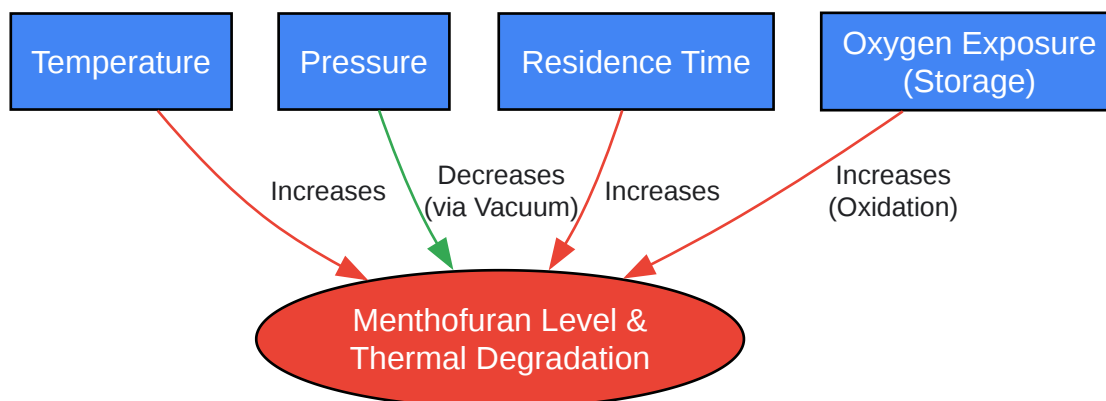 Temperature
Pressure
Residence Time
Oxygen Exposure
(Storage)
Increases
Decreases
(via Vacuum)
Increases
Increases
(Oxidation)
Menthofuran Level &
Thermal Degradation